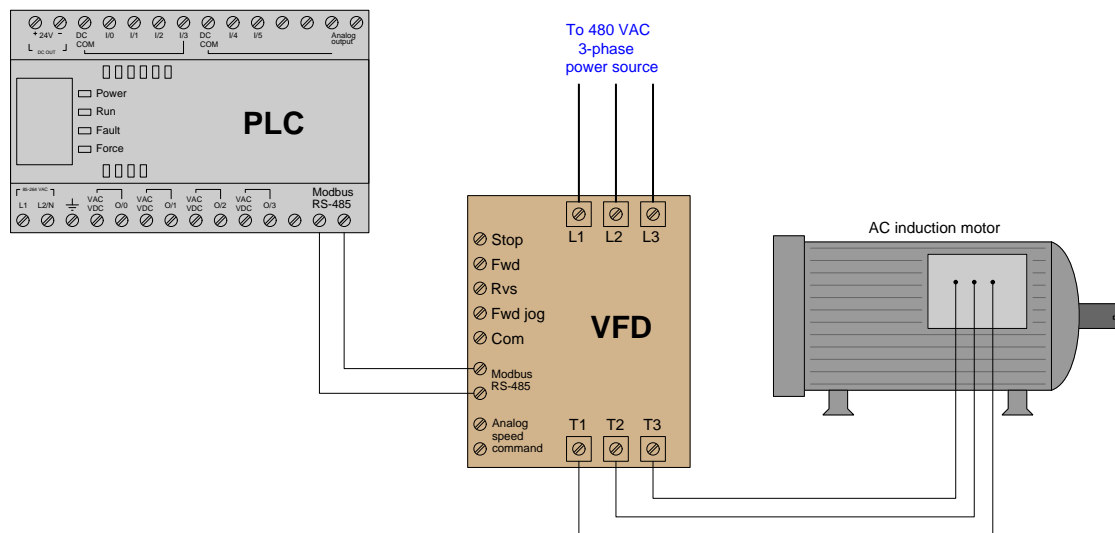 + 24V -
DC OUT
DC
COM
I/0
I/1
I/2
I/3
DC
COM
I/4
I/5
Analog
output
Power
Run
Fault
Force
PLC
85-264 VAC
L1
L2/N
VAC
VDC
O/0
VAC
VDC
O/1
VAC
VDC
O/2
VAC
VDC
O/3
Modbus
RS-485
To 480 VAC
3-phase
power source
L1
L2
L3
Stop
Fwd
Rvs
Fwd jog
Com
Modbus
RS-485
Analog
speed
command
VFD
T1
T2
T3
AC induction motor